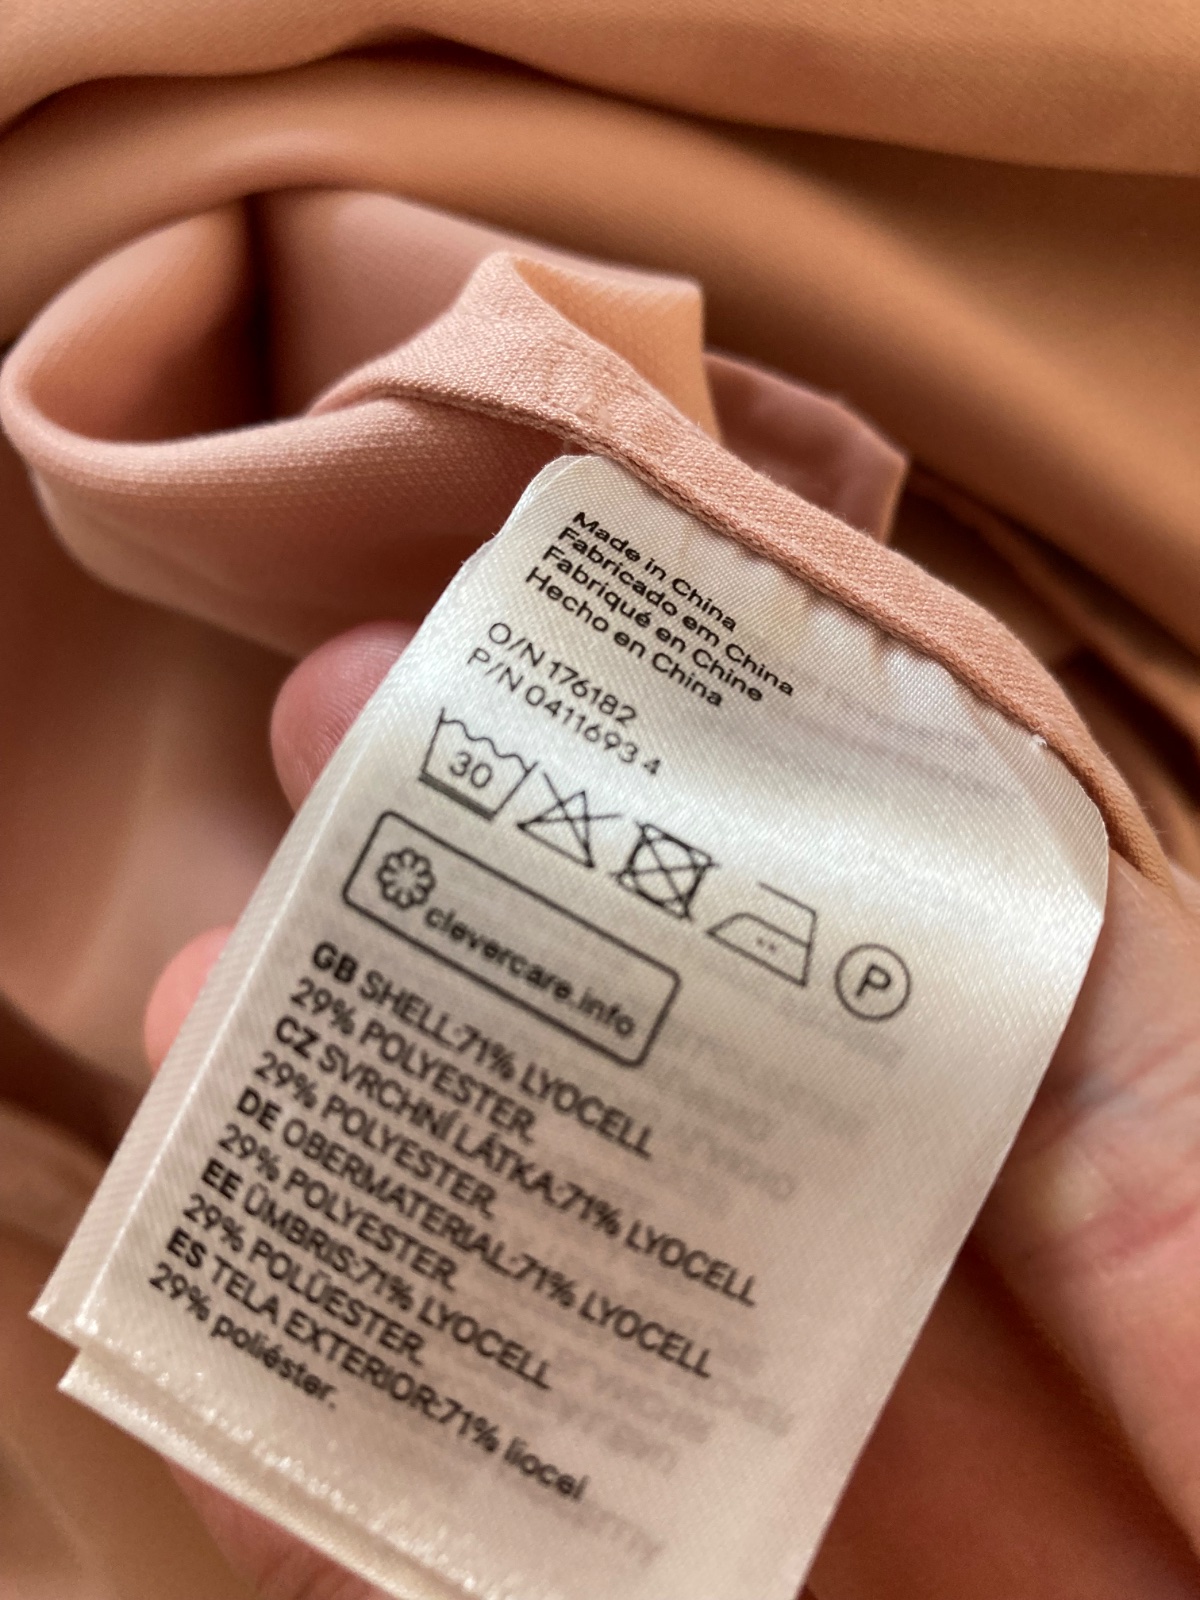 Made in China
Fabricado em China
Fabriqué en Chine
Hecho en China
O/N 176182
P/N 0411693 4
30
P
clevercare.info
GB SHELL:71% LYOCELL
29% POLYESTER.
CZ SVRCHNÍ LÁTKA:71% LYOCELL
29% POLYESTER.
DE OBERMATERIAL:71% LYOCELL
29% POLYESTER.
EE ÜMBRIS:71% LYOCELL
29% POLÜESTER.
ES TELA EXTERIOR:71% liocel
29% poliéster.